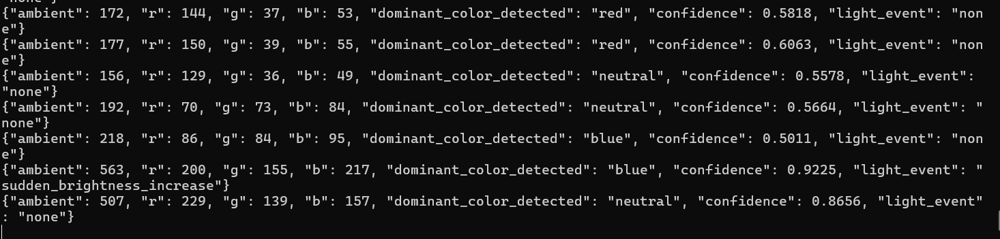 "none"}
{"ambient": 172, "r": 144, "g": 37, "b": 53, "dominant_color_detected": "red", "confidence": 0.5818, "light_event": "non
e"}
{"ambient": 177, "r": 150, "g": 39, "b": 55, "dominant_color_detected": "red", "confidence": 0.6063, "light_event": "non
e"}
{"ambient": 156, "r": 129, "g": 36, "b": 49, "dominant_color_detected": "neutral", "confidence": 0.5578, "light_event":
"none"}
{"ambient": 192, "r": 70, "g": 73, "b": 84, "dominant_color_detected": "neutral", "confidence": 0.5664, "light_event": "
none"}
{"ambient": 218, "r": 86, "g": 84, "b": 95, "dominant_color_detected": "blue", "confidence": 0.5011, "light_event": "non
e"}
{"ambient": 563, "r": 200, "g": 155, "b": 217, "dominant_color_detected": "blue", "confidence": 0.9225, "light_event": "
sudden_brightness_increase"}
{"ambient": 507, "r": 229, "g": 139, "b": 157, "dominant_color_detected": "neutral", "confidence": 0.8656, "light_event"
: "none"}